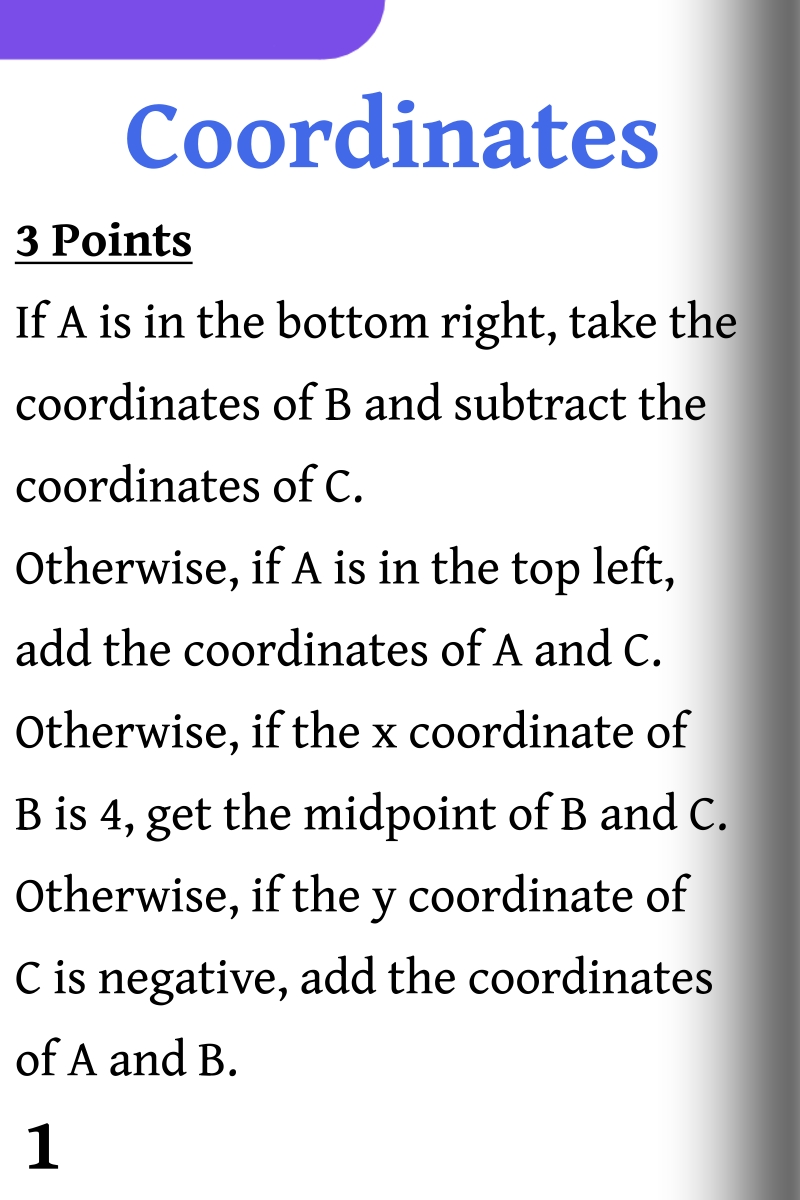 Coordinates
3 Points
If A is in the bottom right, take the
coordinates of B and subtract the
coordinates of C.
Otherwise, if A is in the top left,
add the coordinates of A and C.
Otherwise, if the x coordinate of
B is 4, get the midpoint of B and C.
Otherwise, if the y coordinate of
C is negative, add the coordinates
of A and B.
1